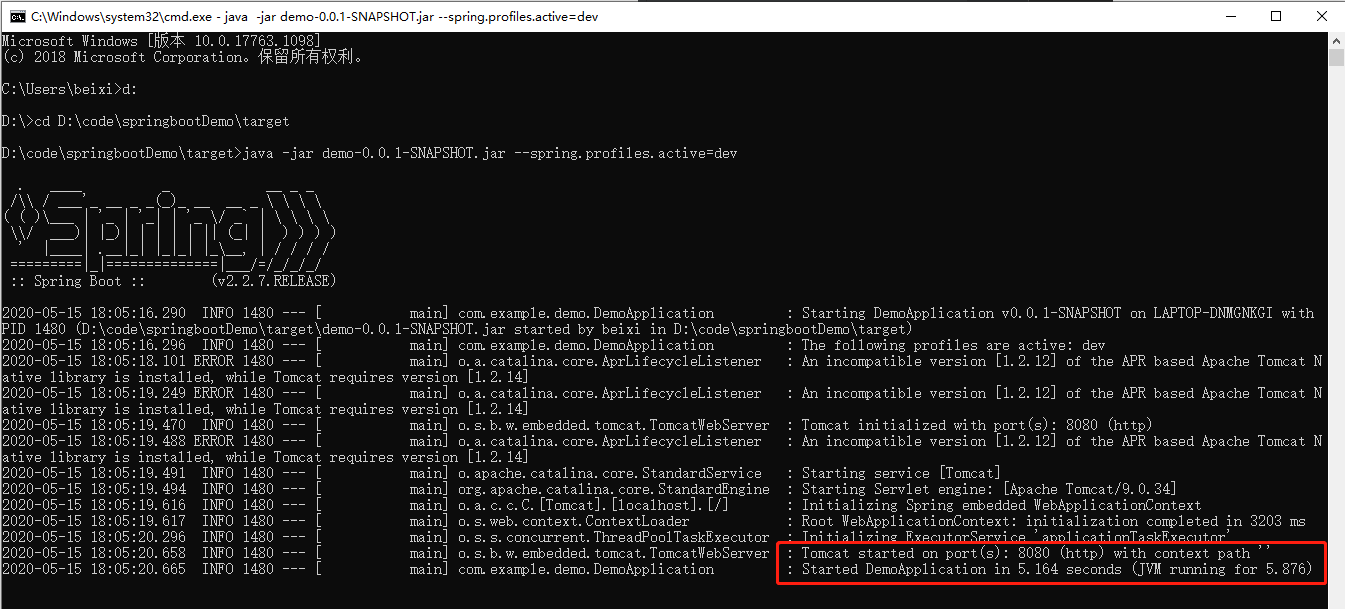 C:\Windows\system32\cmd.exe - java  -jar demo-0.0.1-SNAPSHOT.jar --spring.profiles.active=dev
Microsoft Windows [版本 10.0.17763.1098]
(c) 2018 Microsoft Corporation。保留所有权利。
C:\Users\beixi>d:
D:\>cd D:\code\springbootDemo\target
D:\code\springbootDemo\target>java -jar demo-0.0.1-SNAPSHOT.jar --spring.profiles.active=dev
  .   ____          _            __ _ _
 /\\ / ___'_ __ _ _(_)_ __  __ _ \ \ \ \
( ( )\___ | '_ | '_| | '_ \/ _` | \ \ \ \
 \\/  ___)| |_)| | | | | || (_| |  ) ) ) )
  '  |____| .__|_| |_|_| |_\__, | / / / /
 =========|_|==============|___/=/_/_/_/
 :: Spring Boot ::        (v2.2.7.RELEASE)
2020-05-15 18:05:16.290  INFO 1480 --- [           main] com.example.demo.DemoApplication         : Starting DemoApplication v0.0.1-SNAPSHOT on LAPTOP-DNMGNKGI with
PID 1480 (D:\code\springbootDemo\target\demo-0.0.1-SNAPSHOT.jar started by beixi in D:\code\springbootDemo\target)
2020-05-15 18:05:16.296  INFO 1480 --- [           main] com.example.demo.DemoApplication         : The following profiles are active: dev
2020-05-15 18:05:18.101 ERROR 1480 --- [           main] o.a.catalina.core.AprLifecycleListener   : An incompatible version [1.2.12] of the APR based Apache Tomcat N
ative library is installed, while Tomcat requires version [1.2.14]
2020-05-15 18:05:19.249 ERROR 1480 --- [           main] o.a.catalina.core.AprLifecycleListener   : An incompatible version [1.2.12] of the APR based Apache Tomcat N
ative library is installed, while Tomcat requires version [1.2.14]
2020-05-15 18:05:19.470  INFO 1480 --- [           main] o.s.b.w.embedded.tomcat.TomcatWebServer  : Tomcat initialized with port(s): 8080 (http)
2020-05-15 18:05:19.488 ERROR 1480 --- [           main] o.a.catalina.core.AprLifecycleListener   : An incompatible version [1.2.12] of the APR based Apache Tomcat N
ative library is installed, while Tomcat requires version [1.2.14]
2020-05-15 18:05:19.491  INFO 1480 --- [           main] o.apache.catalina.core.StandardService   : Starting service [Tomcat]
2020-05-15 18:05:19.494  INFO 1480 --- [           main] org.apache.catalina.core.StandardEngine  : Starting Servlet engine: [Apache Tomcat/9.0.34]
2020-05-15 18:05:19.616  INFO 1480 --- [           main] o.a.c.c.C.[Tomcat].[localhost].[/]       : Initializing Spring embedded WebApplicationContext
2020-05-15 18:05:19.617  INFO 1480 --- [           main] o.s.web.context.ContextLoader            : Root WebApplicationContext: initialization completed in 3203 ms
2020-05-15 18:05:20.296  INFO 1480 --- [           main] o.s.s.concurrent.ThreadPoolTaskExecutor  : Initializing ExecutorService 'applicationTaskExecutor'
2020-05-15 18:05:20.658  INFO 1480 --- [           main] o.s.b.w.embedded.tomcat.TomcatWebServer  : Tomcat started on port(s): 8080 (http) with context path ''
2020-05-15 18:05:20.665  INFO 1480 --- [           main] com.example.demo.DemoApplication         : Started DemoApplication in 5.164 seconds (JVM running for 5.876)